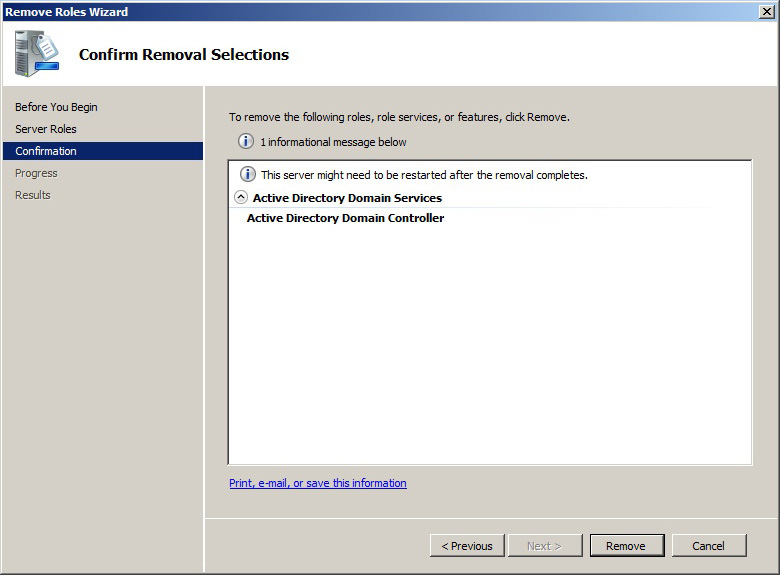 Remove Roles Wizard
Confirm Removal Selections
Before You Begin
Server Roles
Confirmation
Progress
Results
To remove the following roles, role services, or features, click Remove.
1 informational message below
This server might need to be restarted after the removal completes.
Active Directory Domain Services
Active Directory Domain Controller
Print, e-mail, or save this information
< Previous
Next >
Remove
Cancel